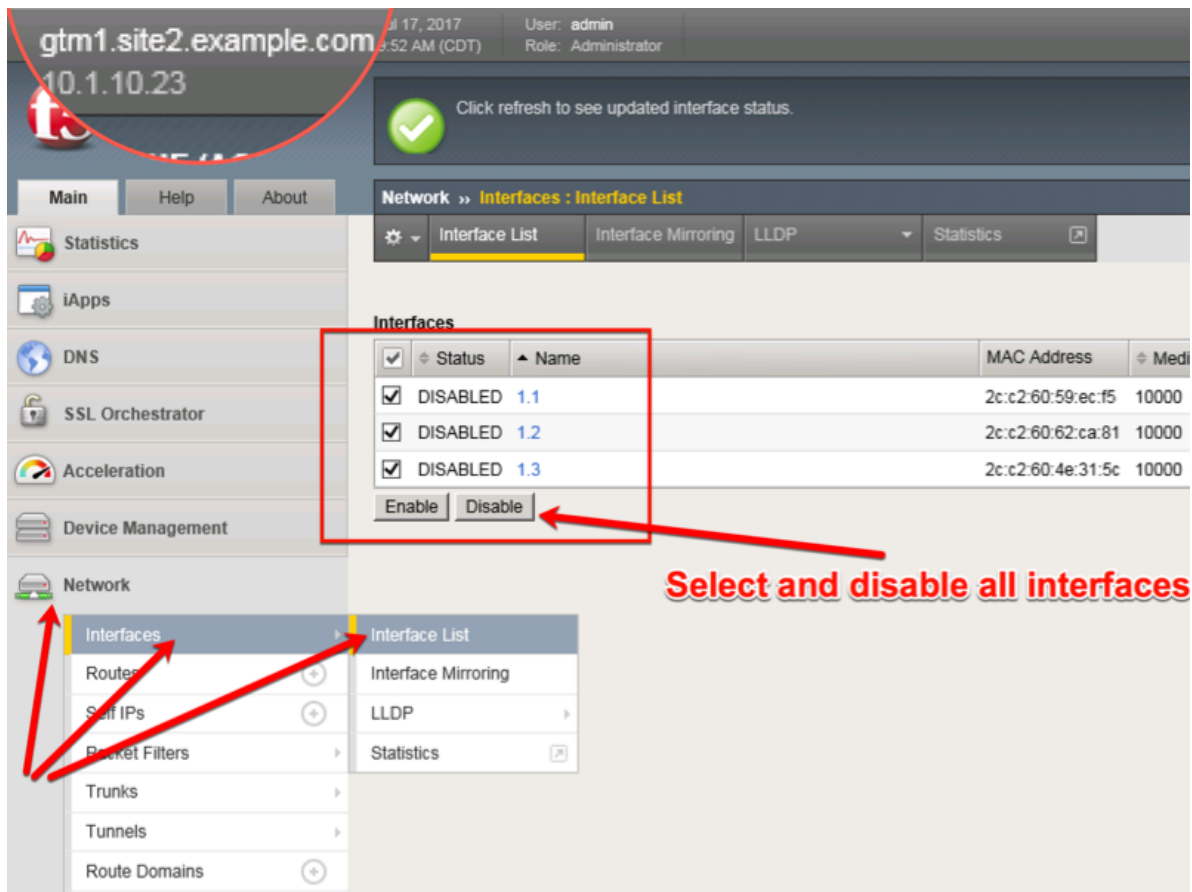 gtm1.site2.example.com
10.1.10.23
17, 2017
:52 AM (CDT)
User: admin
Role: Administrator
Click refresh to see updated interface status.
Main
Help
About
Network » Interfaces : Interface List
Interface List
Interface Mirroring
LLDP
Statistics
Statistics
iApps
DNS
SSL Orchestrator
Acceleration
Device Management
Network
Interfaces
Status Name MAC Address Medi
DISABLED 1.1 2c:c2:60:59:ec:f5 10000
DISABLED 1.2 2c:c2:60:62:ca:81 10000
DISABLED 1.3 2c:c2:60:4e:31:5c 10000
Enable Disable
Select and disable all interfaces
Interfaces
Routes
Self IPs
Packet Filters
Trunks
Tunnels
Route Domains
Interface List
Interface Mirroring
LLDP
Statistics